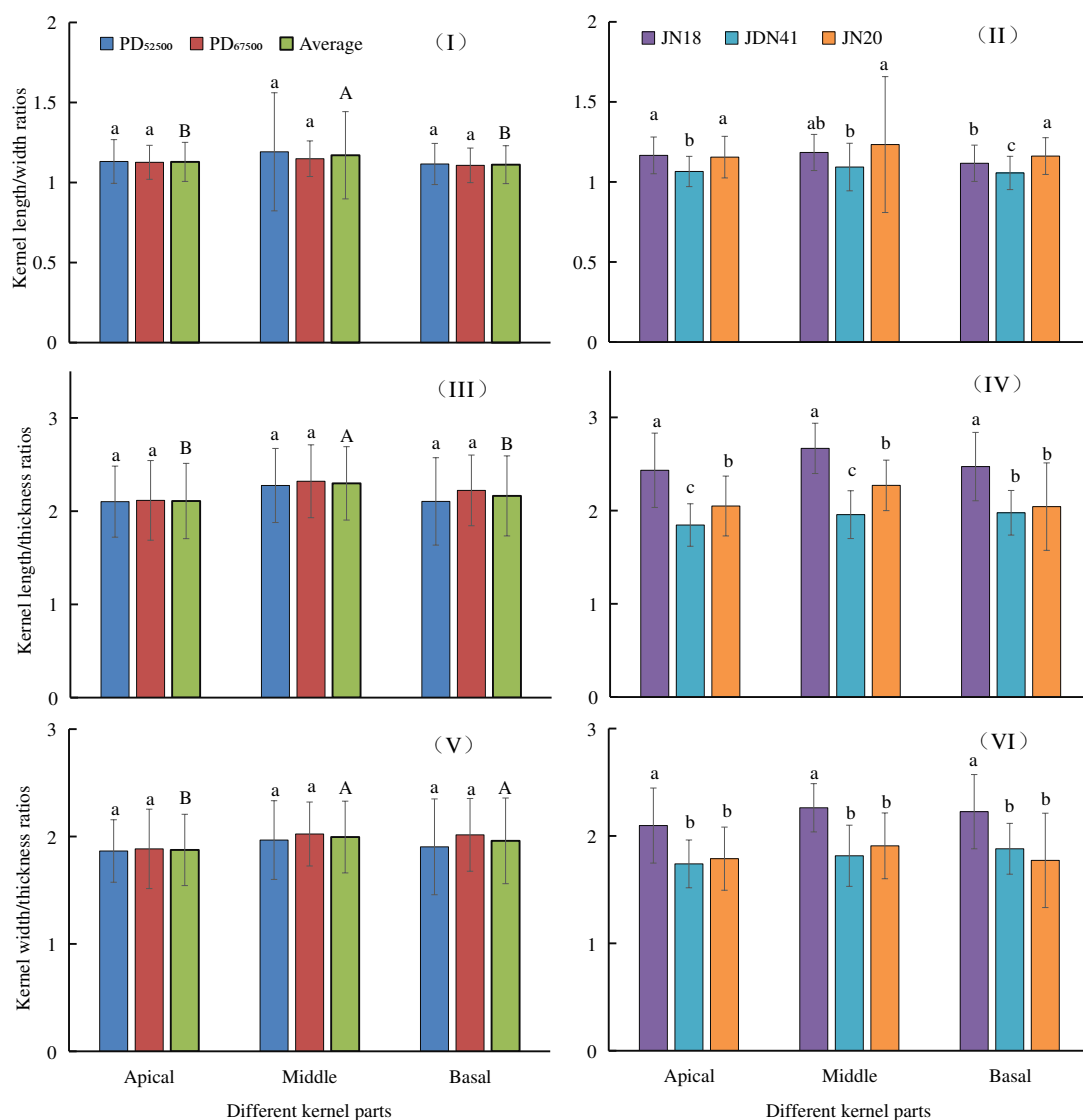 Kernel length/width ratios
2
1.5
1
0.5
0
PD52500 PD67500 Average
（I）
a a B
a a A
a a B
2
1.5
1
0.5
0
JN18 JDN41 JN20
（II）
a b a
ab b a
b c a
Kernel length/thickness ratios
3
2
1
0
（III）
a a B
a a A
a a B
3
2
1
0
（IV）
a c b
a c b
a b b
Kernel width/thickness ratios
3
2
1
0
（V）
a a B
a a A
a a A
Apical Middle Basal
Different kernel parts
3
2
1
0
（VI）
a b b
a b b
a b b
Apical Middle Basal
Different kernel parts